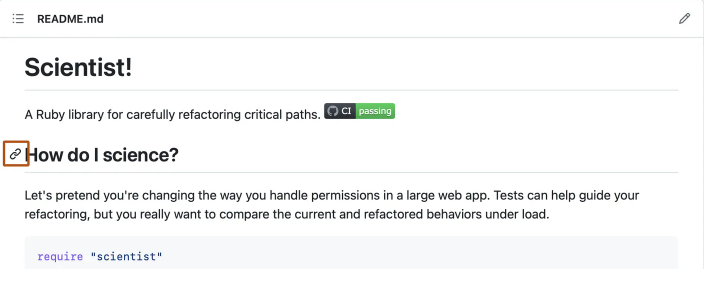 README.md
Scientist!
A Ruby library for carefully refactoring critical paths. CI passing
How do I science?
Let's pretend you're changing the way you handle permissions in a large web app. Tests can help guide your
refactoring, but you really want to compare the current and refactored behaviors under load.
require "scientist"